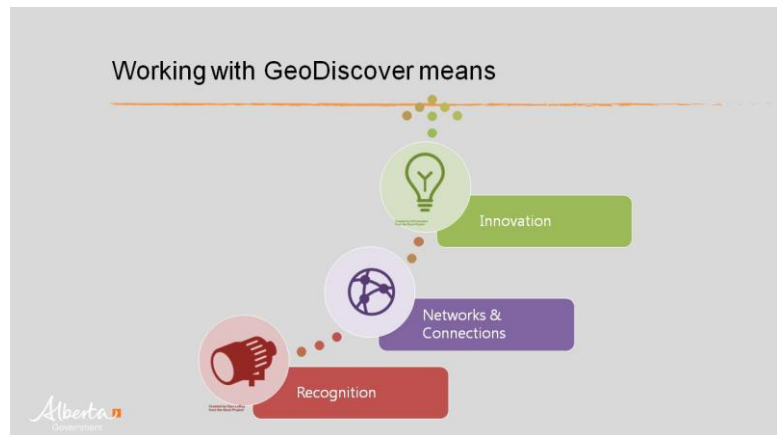 Working with GeoDiscover means
Innovation
Networks &
Connections
Recognition
Alberta
Government